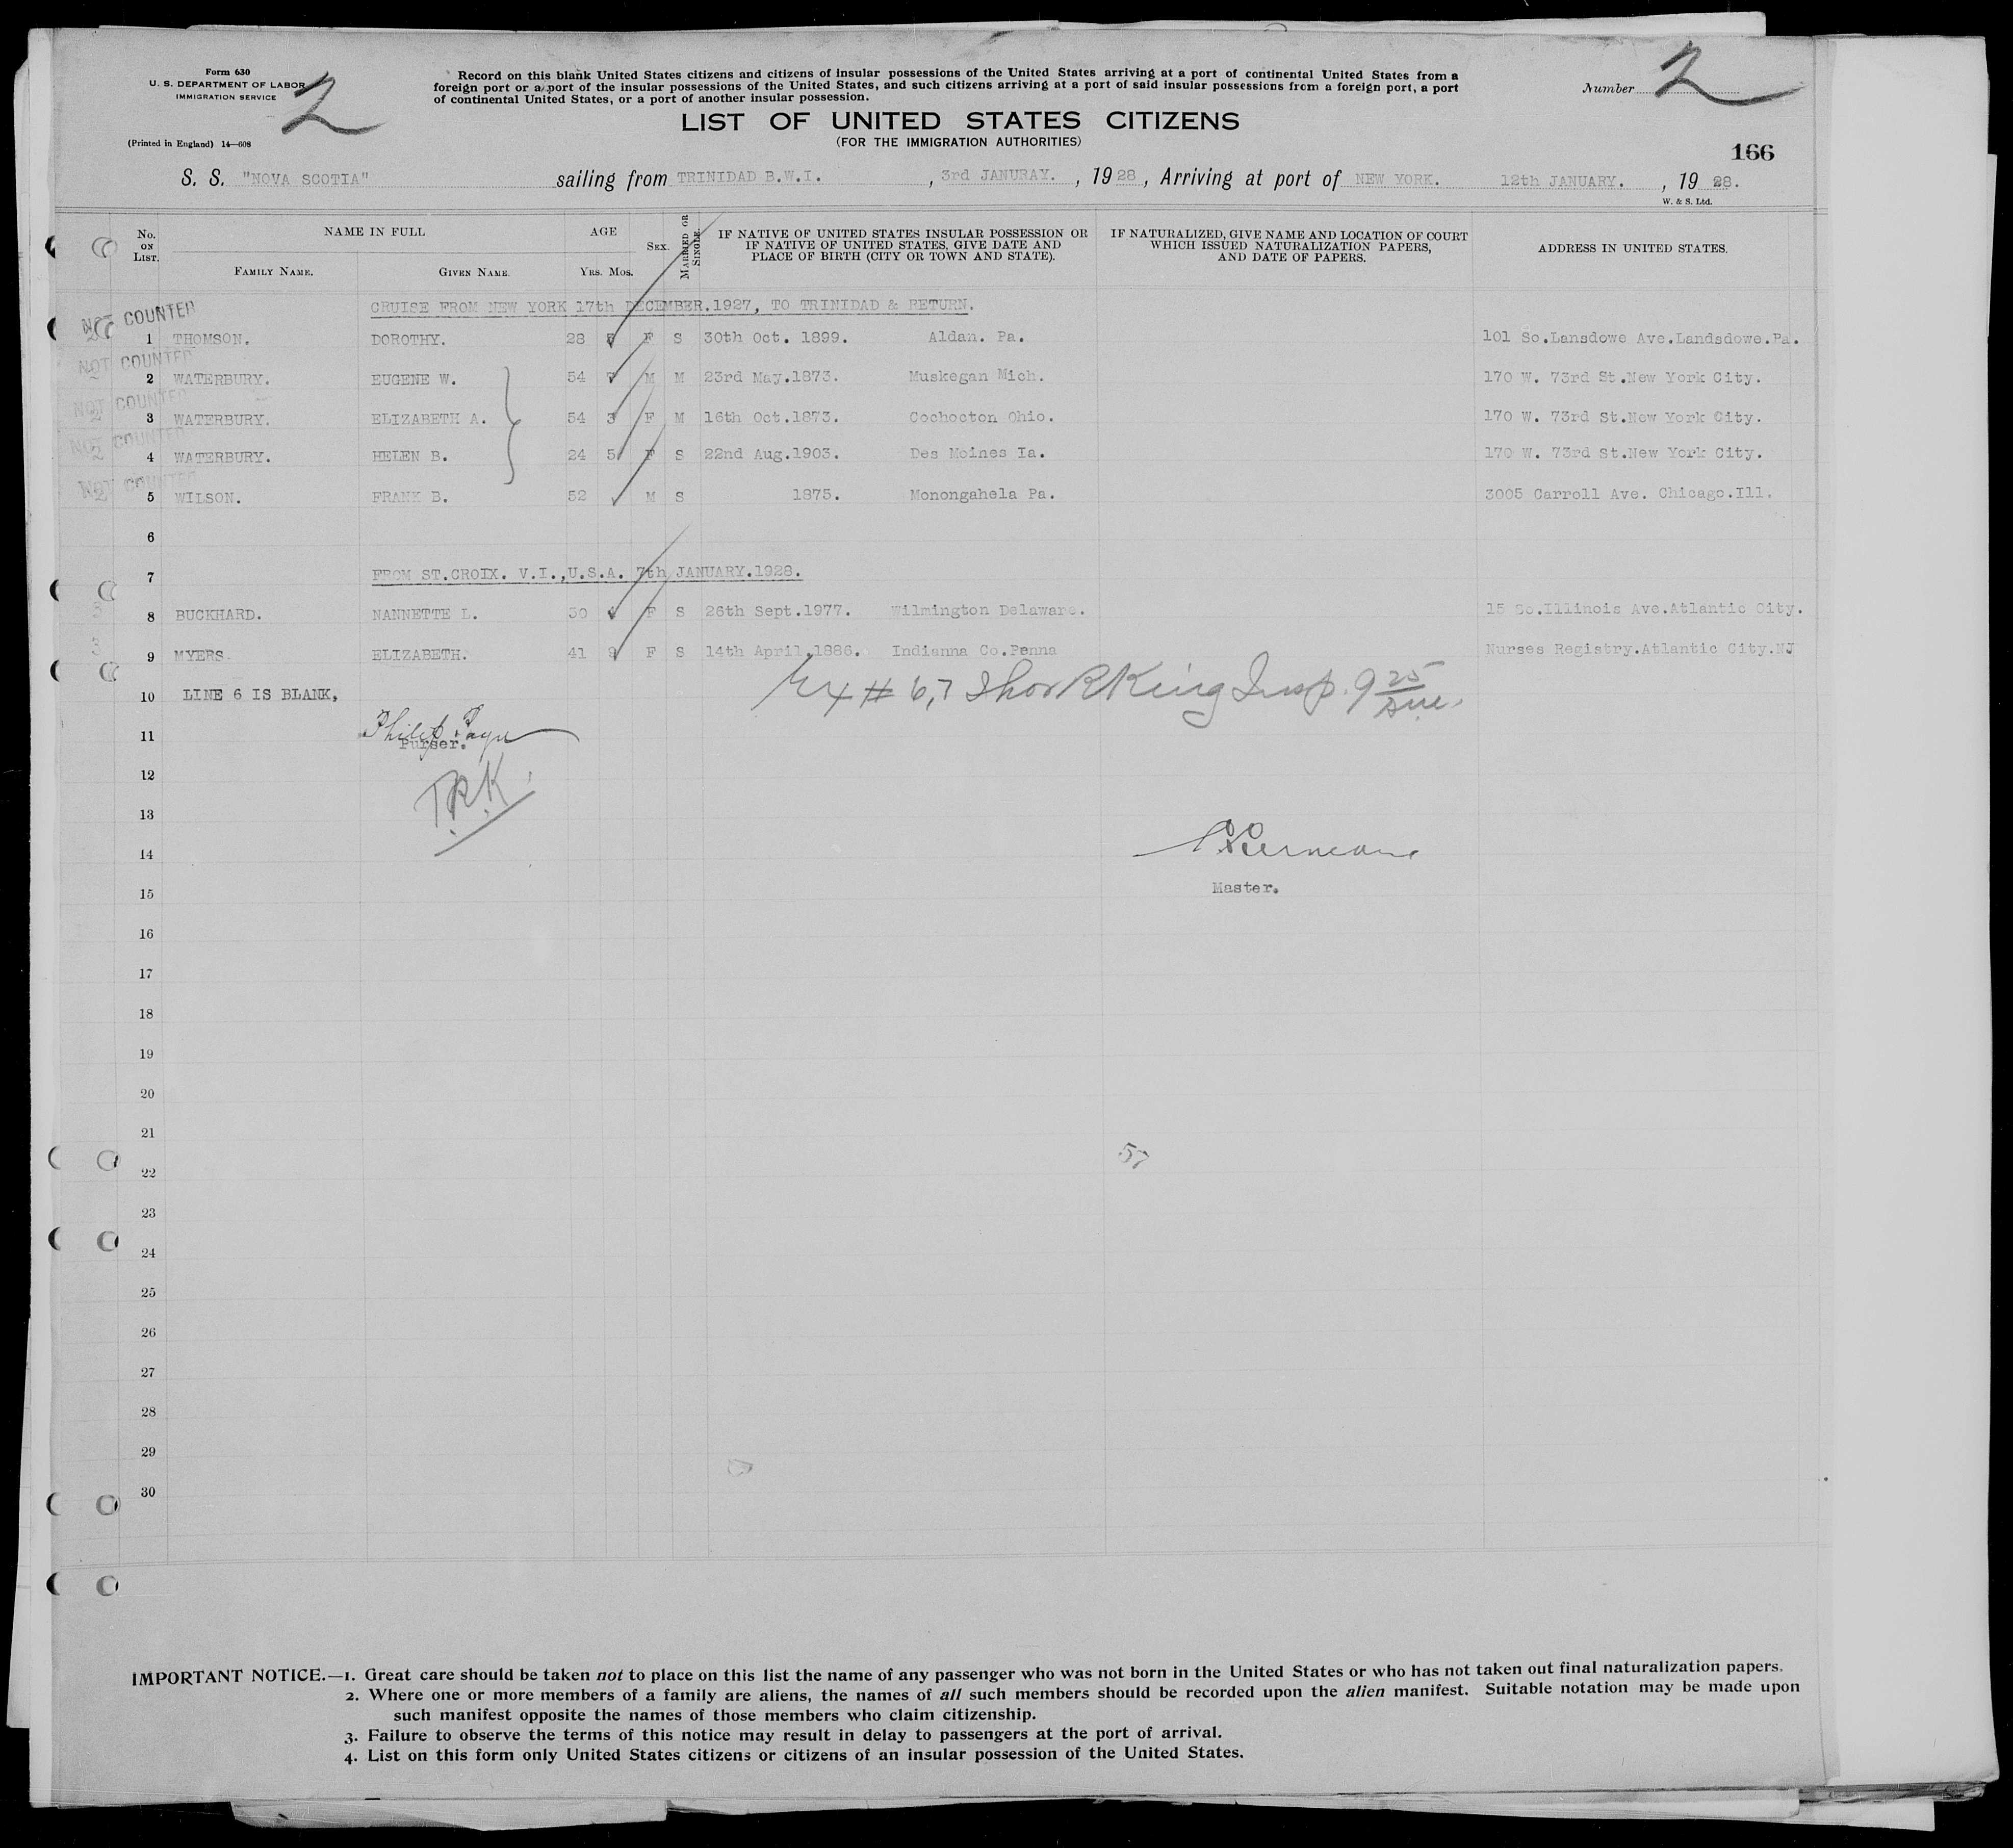 Form 630
U. S. DEPARTMENT OF LABOR
IMMIGRATION SERVICE
2
(Printed in England) 14—608
Record on this blank United States citizens and citizens of insular possessions of the United States arriving at a port of continental United States from a
foreign port or a port of the insular possessions of the United States, and such citizens arriving at a port of said insular possessions from a foreign port, a port
of continental United States, or a port of another insular possession.
Number 2
LIST OF UNITED STATES CITIZENS
(FOR THE IMMIGRATION AUTHORITIES)
166
S. S. "NOVA SCOTIA" sailing from TRINIDAD B.W.I. , 3rd JANURAY. , 19 28 , Arriving at port of NEW YORK. 12th JANUARY. , 19 28.
W. & S. Ltd.
No. ON LIST. NAME IN FULL AGE SEX. MARRIED OR SINGLE. IF NATIVE OF UNITED STATES INSULAR POSSESSION OR IF NATIVE OF UNITED STATES, GIVE DATE AND PLACE OF BIRTH (CITY OR TOWN AND STATE). IF NATURALIZED, GIVE NAME AND LOCATION OF COURT WHICH ISSUED NATURALIZATION PAPERS, AND DATE OF PAPERS. ADDRESS IN UNITED STATES.
FAMILY NAME. GIVEN NAME. YRS. MOS.
CRUISE FROM NEW YORK 17th DECEMBER.1927, TO TRINIDAD & RETURN.
NOT COUNTED
1 THOMSON. DOROTHY. 28 F S 30th Oct. 1899. Aldan. Pa. 101 So.Lansdowe Ave.Landsdowe.Pa.
NOT COUNTED
2 WATERBURY. EUGENE W. 54 7 M M 23rd May.1873. Muskegan Mich. 170 W. 73rd St.New York City.
NOT COUNTED
3 WATERBURY. ELIZABETH A. 54 3 F M 16th Oct.1873. Cochocton Ohio. 170 W. 73rd St.New York City.
NOT COUNTED
4 WATERBURY. HELEN B. 24 5 F S 22nd Aug.1903. Des Moines Ia. 170 W. 73rd St.New York City.
NOT COUNTED
5 WILSON. FRANK B. 52 M S 1875. Monongahela Pa. 3005 Carroll Ave. Chicago.Ill.
6
7 FROM ST.CROIX. V.I.,U.S.A. 7th JANUARY.1928.
8 BUCKHARD. NANNETTE L. 30 F S 26th Sept.1977. Wilmington Delaware. 15 So.Illinois Ave.Atlantic City.
9 MYERS. ELIZABETH. 41 9 F S 14th April.1886. Indianna Co.Penna Nurses Registry.Atlantic City.NJ
10 LINE 6 IS BLANK,
# 6,7 King Insp. 9 25
11 Philip
Purser.
12
T.R.K.
13
14
15 Master.
16
17
18
19
20
21
57
22
23
24
25
26
27
28
29
30
IMPORTANT NOTICE.—1. Great care should be taken not to place on this list the name of any passenger who was not born in the United States or who has not taken out final naturalization papers.
2. Where one or more members of a family are aliens, the names of all such members should be recorded upon the alien manifest. Suitable notation may be made upon
such manifest opposite the names of those members who claim citizenship.
3. Failure to observe the terms of this notice may result in delay to passengers at the port of arrival.
4. List on this form only United States citizens or citizens of an insular possession of the United States.